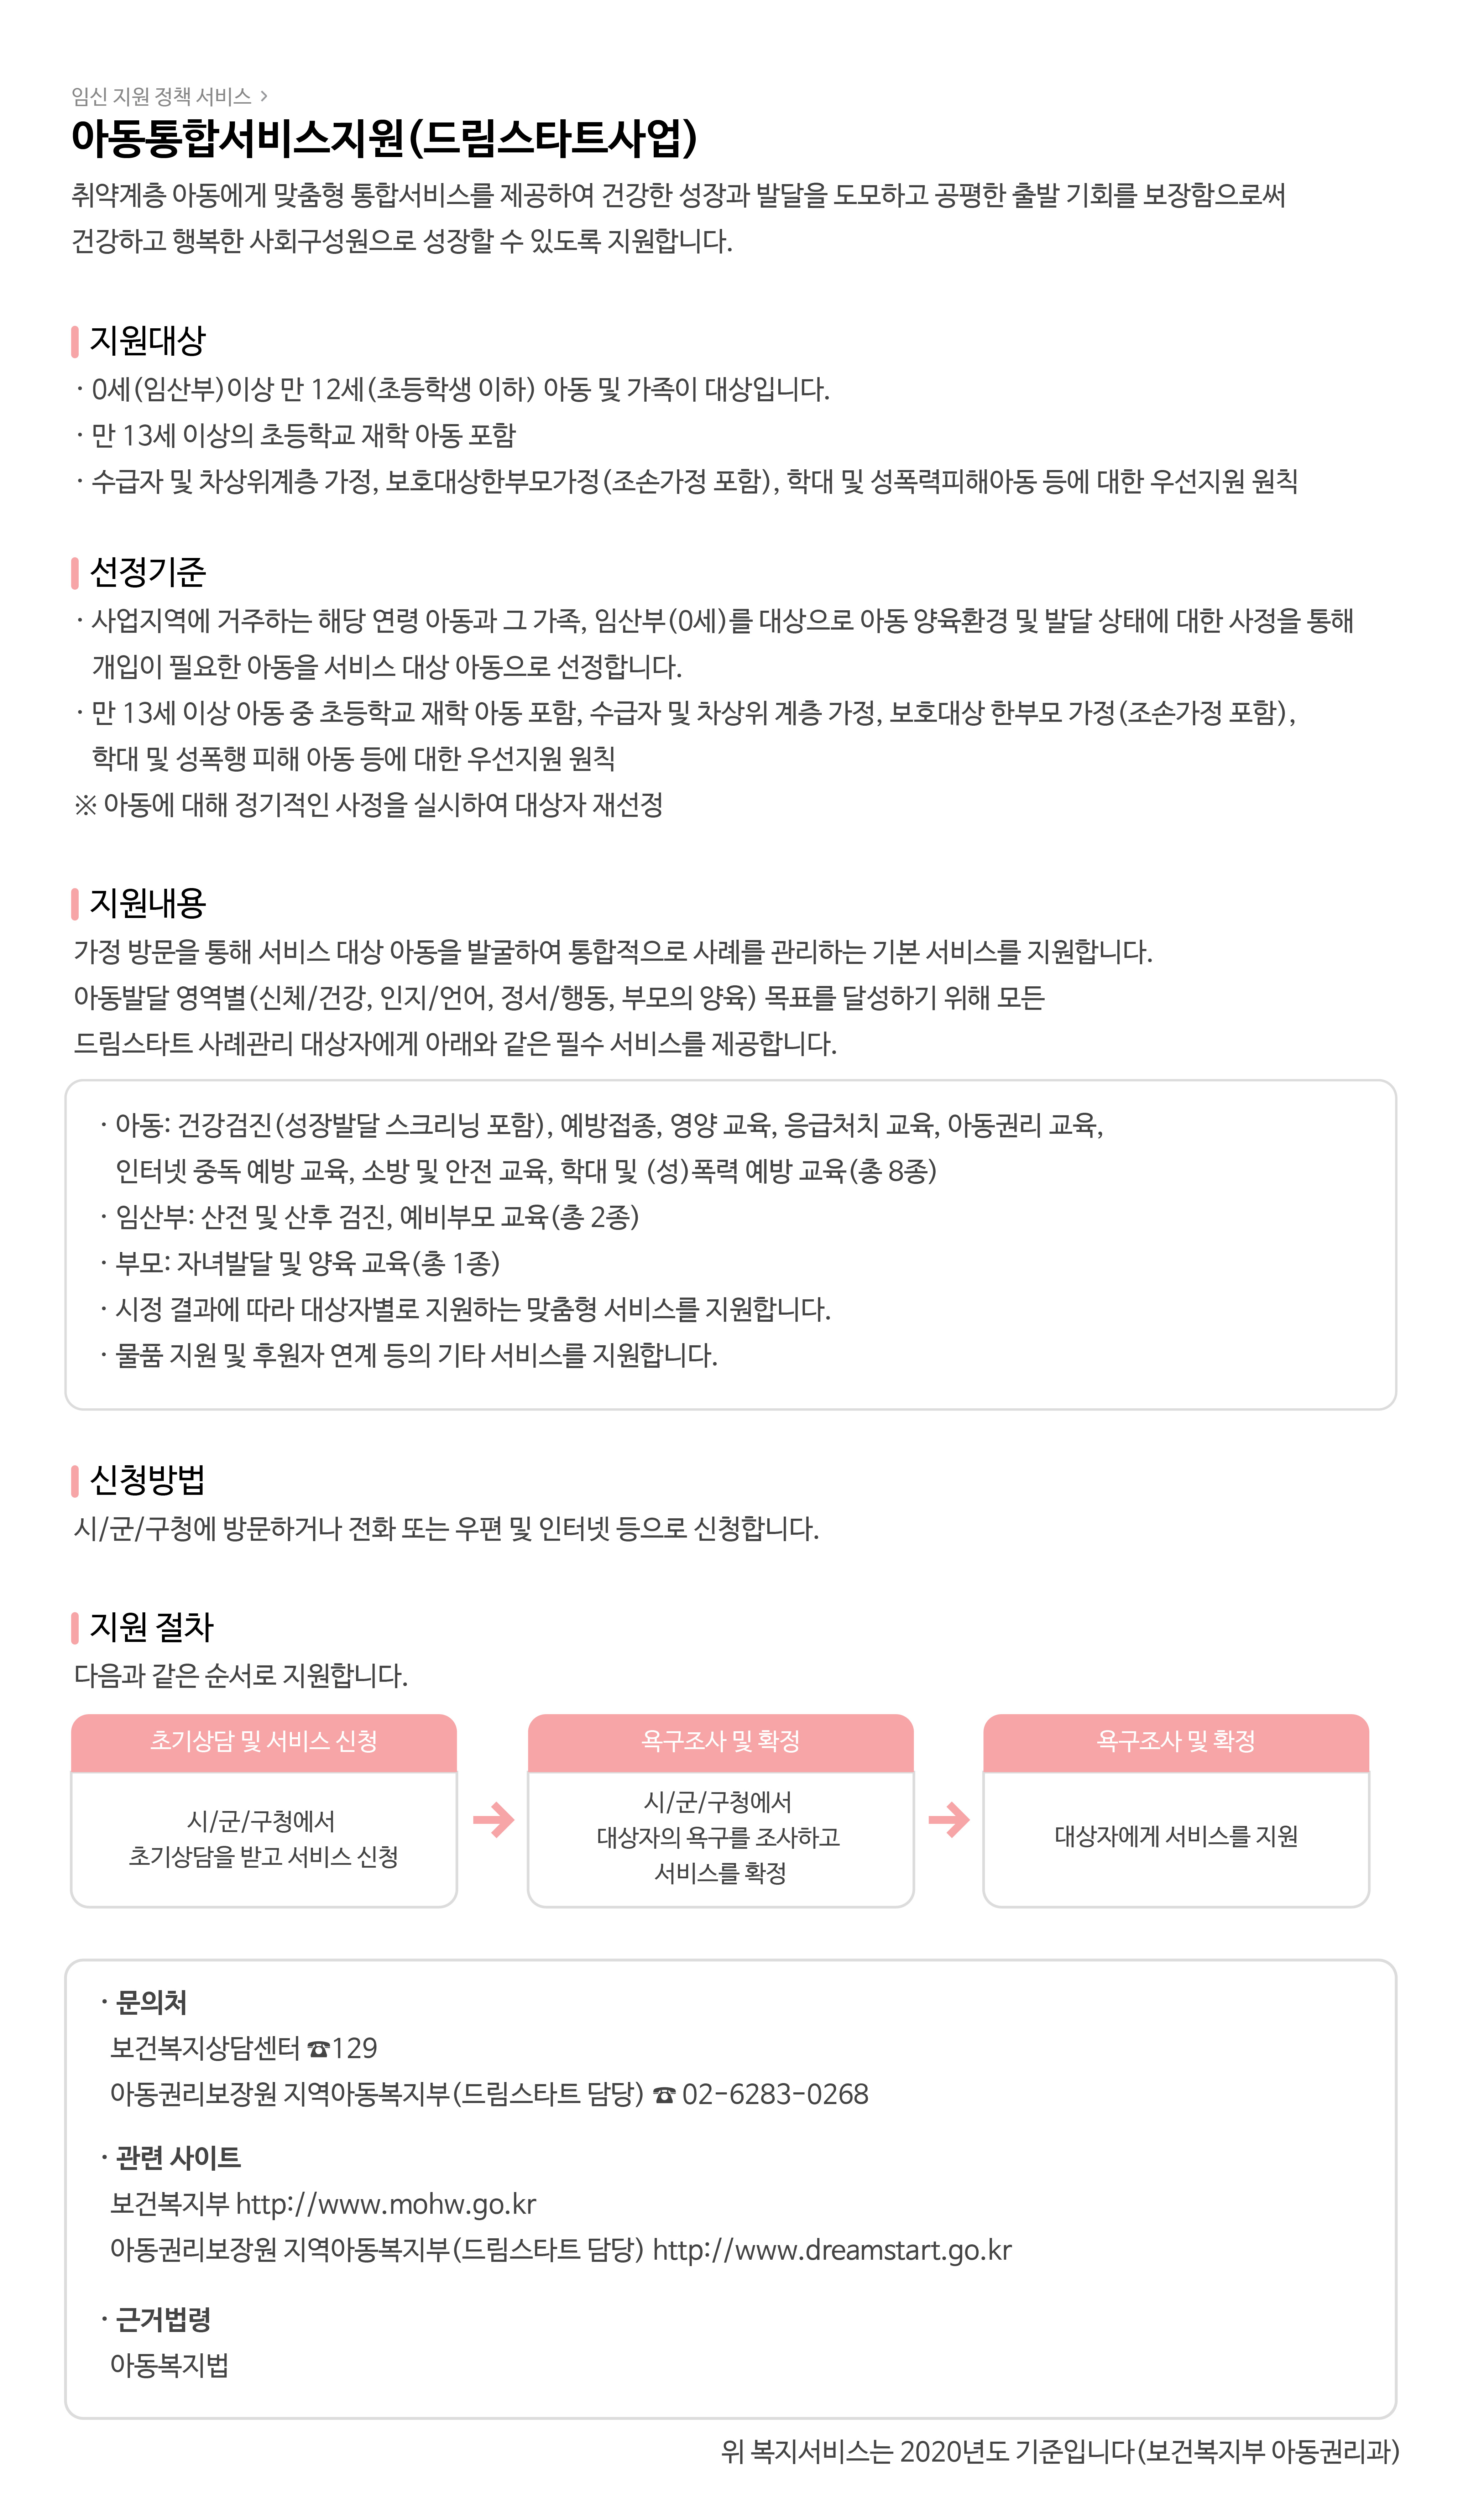 임신 지원 정책 서비스 >
아동통합서비스지원(드림스타트사업)
취약계층 아동에게 맞춤형 통합서비스를 제공하여 건강한 성장과 발달을 도모하고 공평한 출발 기회를 보장함으로써
건강하고 행복한 사회구성원으로 성장할 수 있도록 지원합니다.
지원대상
· 0세(임산부)이상 만 12세(초등학생 이하) 아동 및 가족이 대상입니다.
· 만 13세 이상의 초등학교 재학 아동 포함
· 수급자 및 차상위계층 가정, 보호대상한부모가정(조손가정 포함), 학대 및 성폭력피해아동 등에 대한 우선지원 원칙
선정기준
· 사업지역에 거주하는 해당 연령 아동과 그 가족, 임산부(0세)를 대상으로 아동 양육환경 및 발달 상태에 대한 사정을 통해
개입이 필요한 아동을 서비스 대상 아동으로 선정합니다.
· 만 13세 이상 아동 중 초등학교 재학 아동 포함, 수급자 및 차상위 계층 가정, 보호대상 한부모 가정(조손가정 포함),
학대 및 성폭행 피해 아동 등에 대한 우선지원 원칙
※ 아동에 대해 정기적인 사정을 실시하여 대상자 재선정
지원내용
가정 방문을 통해 서비스 대상 아동을 발굴하여 통합적으로 사례를 관리하는 기본 서비스를 지원합니다.
아동발달 영역별(신체/건강, 인지/언어, 정서/행동, 부모의 양육) 목표를 달성하기 위해 모든
드림스타트 사례관리 대상자에게 아래와 같은 필수 서비스를 제공합니다.
· 아동: 건강검진(성장발달 스크리닝 포함), 예방접종, 영양 교육, 응급처치 교육, 아동권리 교육,
인터넷 중독 예방 교육, 소방 및 안전 교육, 학대 및 (성)폭력 예방 교육(총 8종)
· 임산부: 산전 및 산후 검진, 예비부모 교육(총 2종)
· 부모: 자녀발달 및 양육 교육(총 1종)
· 시정 결과에 따라 대상자별로 지원하는 맞춤형 서비스를 지원합니다.
· 물품 지원 및 후원자 연계 등의 기타 서비스를 지원합니다.
신청방법
시/군/구청에 방문하거나 전화 또는 우편 및 인터넷 등으로 신청합니다.
지원 절차
다음과 같은 순서로 지원합니다.
초기상담 및 서비스 신청
시/군/구청에서
초기상담을 받고 서비스 신청
욕구조사 및 확정
시/군/구청에서
대상자의 욕구를 조사하고
서비스를 확정
욕구조사 및 확정
대상자에게 서비스를 지원
· 문의처
보건복지상담센터 ☎129
아동권리보장원 지역아동복지부(드림스타트 담당) ☎ 02-6283-0268
· 관련 사이트
보건복지부 http://www.mohw.go.kr
아동권리보장원 지역아동복지부(드림스타트 담당) http://www.dreamstart.go.kr
· 근거법령
아동복지법
위 복지서비스는 2020년도 기준입니다(보건복지부 아동권리과)